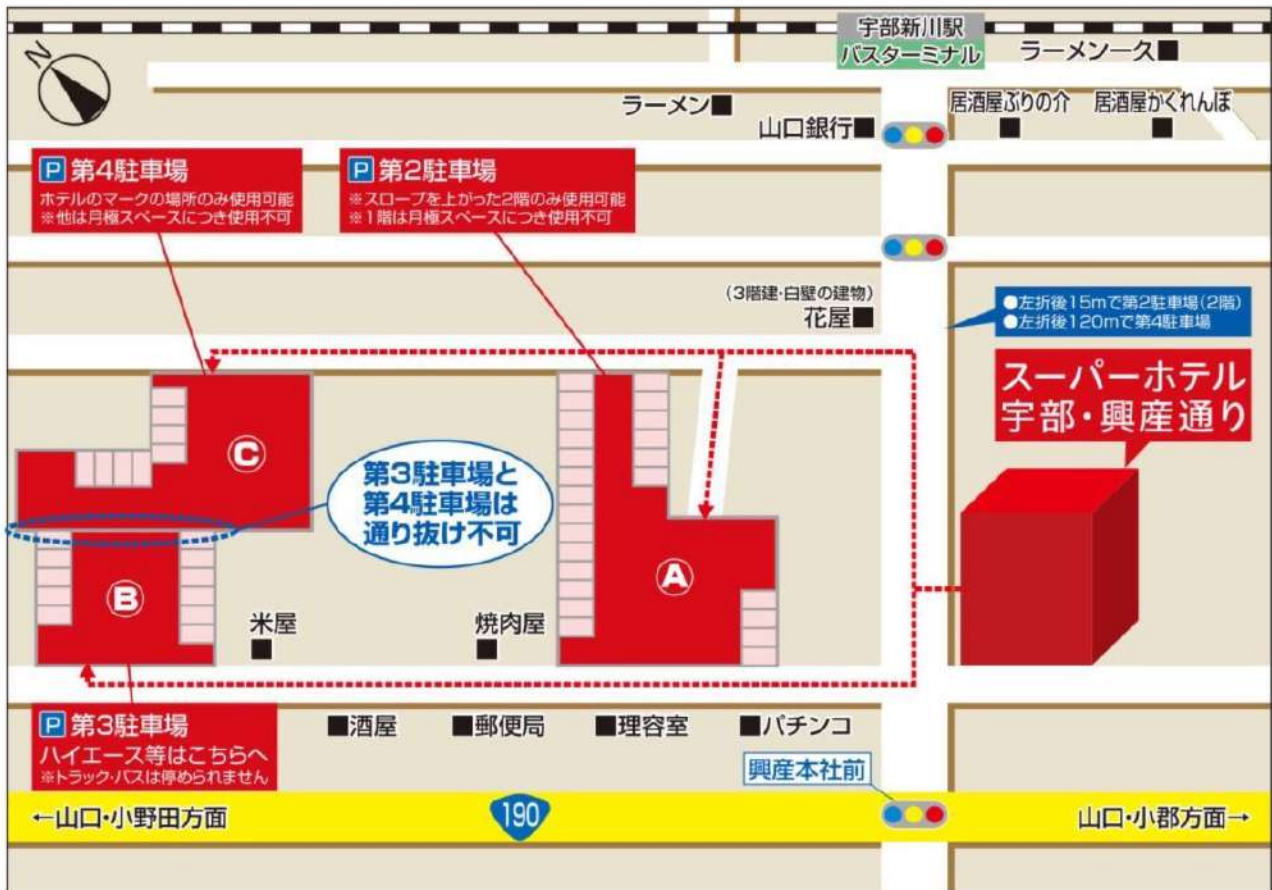 宇部新川駅
バスターミナル
ラーメン一久■
N
ラーメン■
山口銀行■
居酒屋ぶりの介
居酒屋かくれんぼ
P 第4駐車場
ホテルのマークの場所のみ使用可能
※他は月極スペースにつき使用不可
P 第2駐車場
※スロープを上がった2階のみ使用可能
※1階は月極スペースにつき使用不可
(3階建・白壁の建物)
花屋■
●左折後15mで第2駐車場(2階)
●左折後120mで第4駐車場
スーパーホテル
宇部・興産通り
C
第3駐車場と
第4駐車場は
通り抜け不可
A
B
米屋
焼肉屋
P 第3駐車場
ハイエース等はこちらへ
※トラック・バスは停められません
■酒屋
■郵便局
■理容室
■パチンコ
興産本社前
←山口・小野田方面
190
山口・小郡方面→